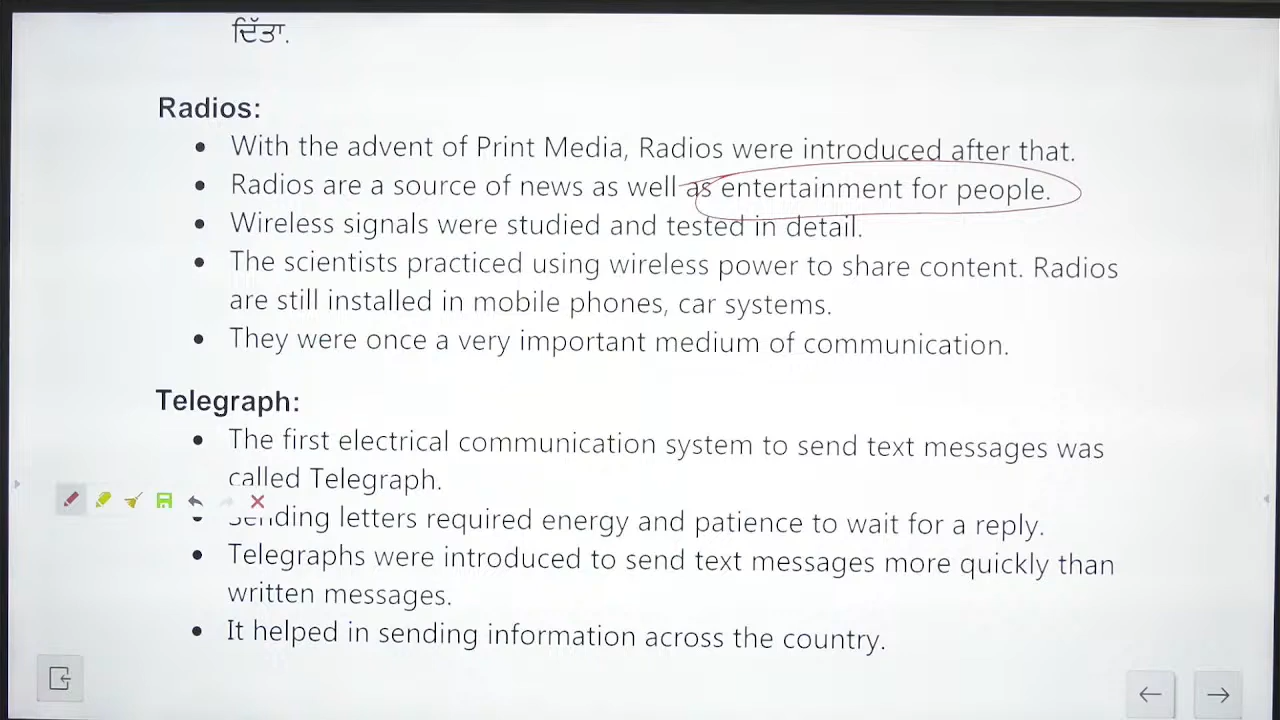 ਦਿੱਤਾ.
Radios:
• With the advent of Print Media, Radios were introduced after that.
• Radios are a source of news as well as entertainment for people.
• Wireless signals were studied and tested in detail.
• The scientists practiced using wireless power to share content. Radios
are still installed in mobile phones, car systems.
• They were once a very important medium of communication.
Telegraph:
• The first electrical communication system to send text messages was
called Telegraph.
• Sending letters required energy and patience to wait for a reply.
• Telegraphs were introduced to send text messages more quickly than
written messages.
• It helped in sending information across the country.